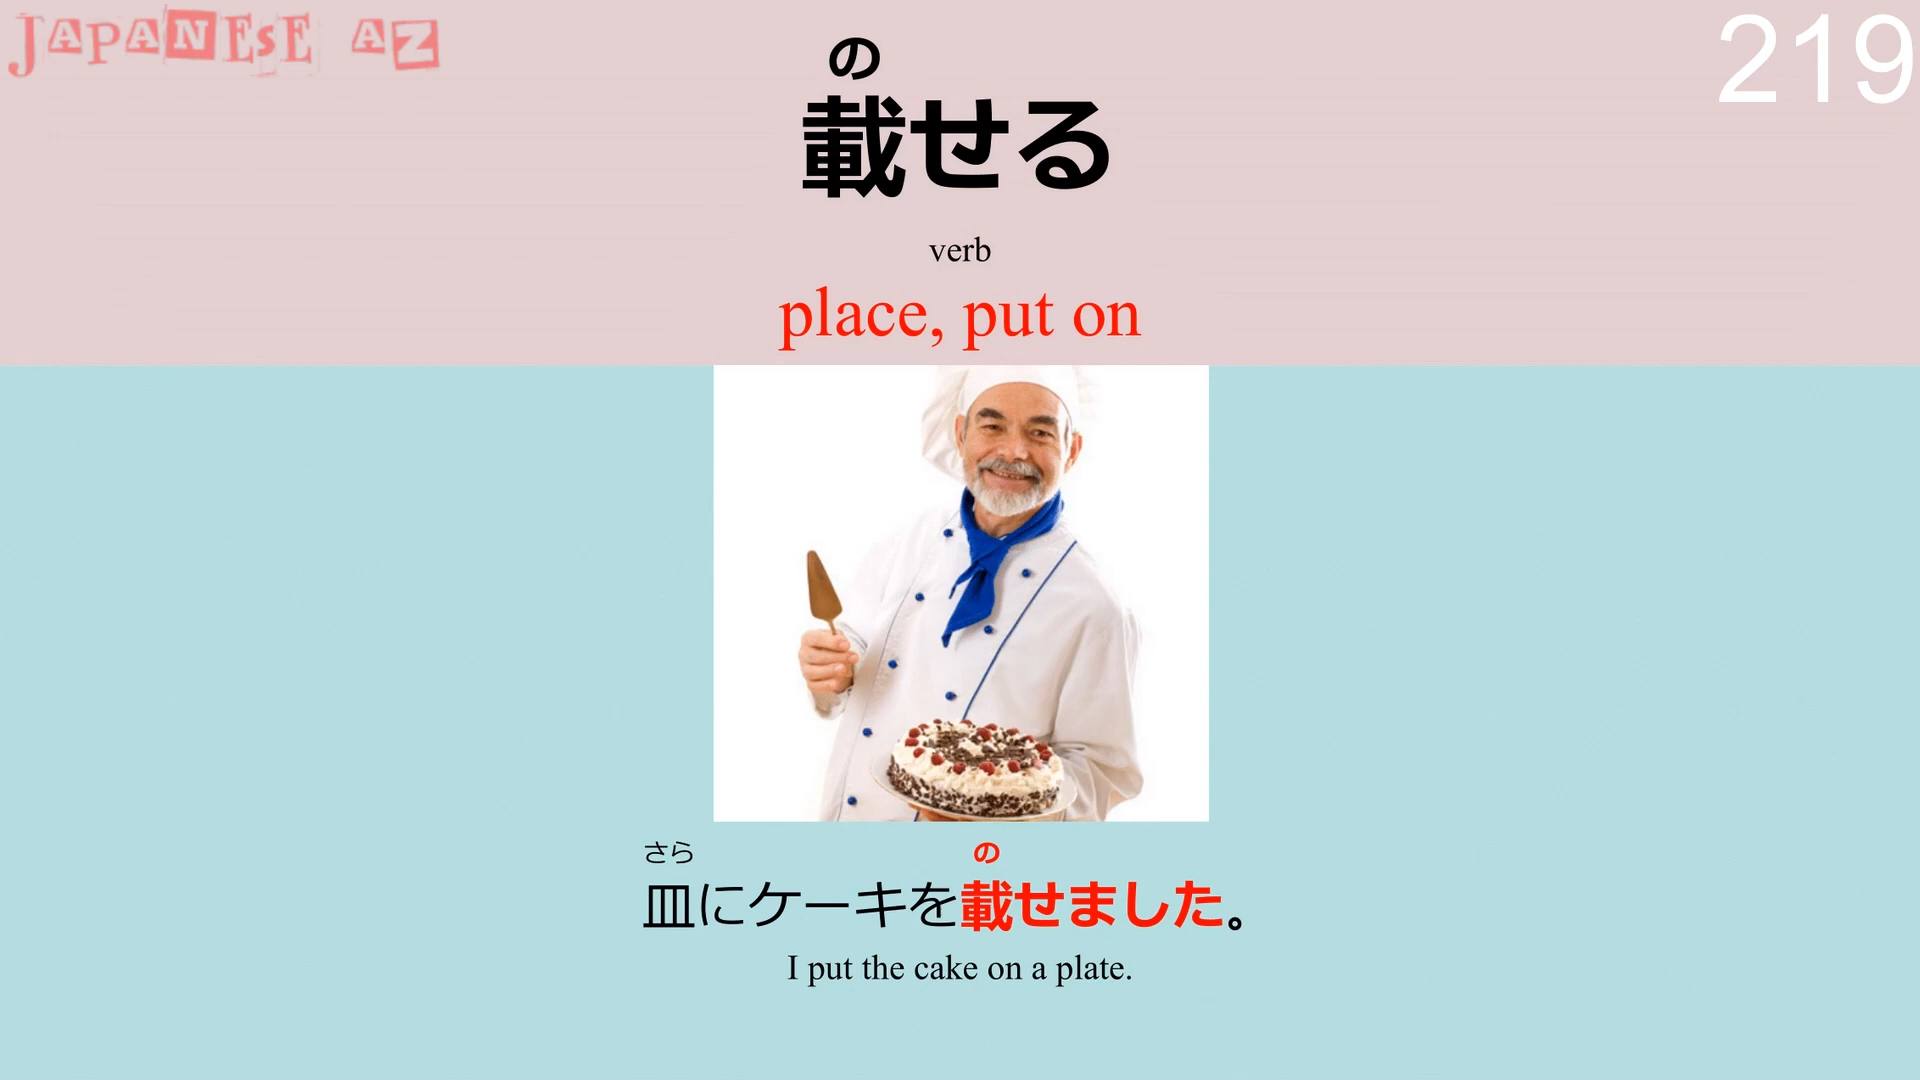 JAPANESE AZ
219
の
載せる
verb
place, put on
さら の
皿にケーキを載せました。
I put the cake on a plate.